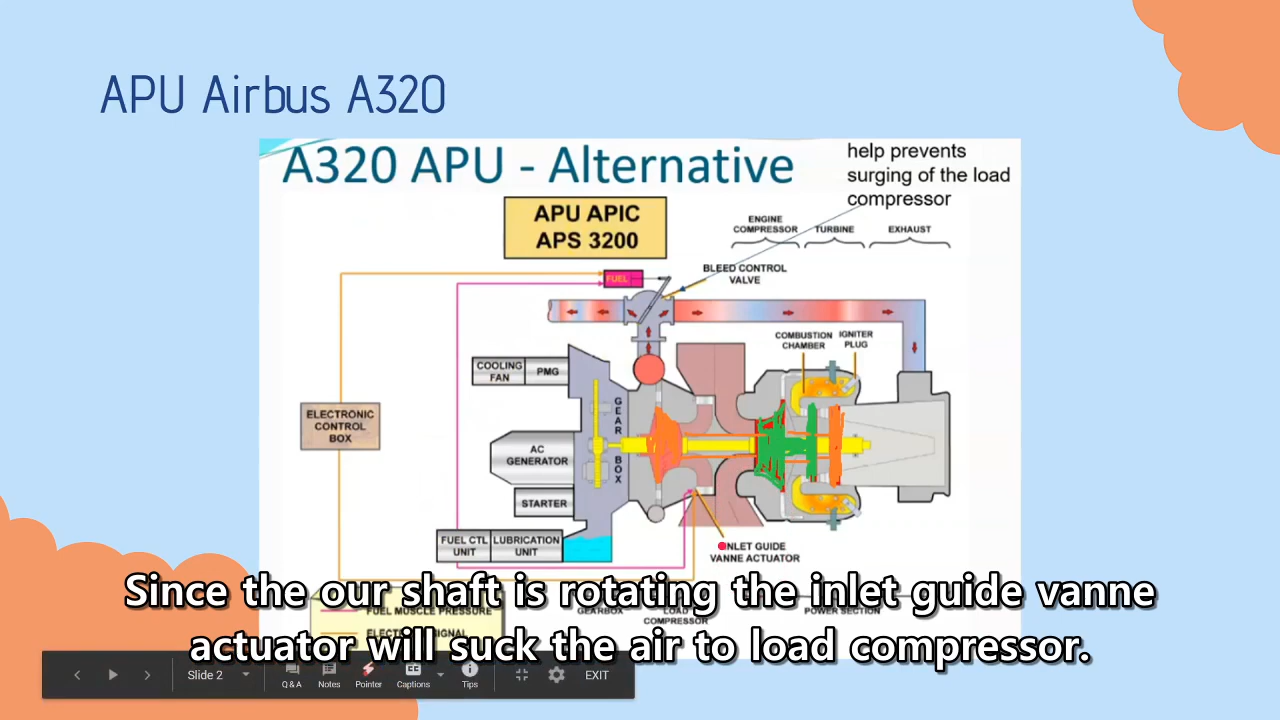 APU Airbus A320
A320 APU - Alternative
help prevents
surging of the load
compressor
APU APIC
APS 3200
ENGINE
COMPRESSOR
TURBINE
EXHAUST
FUEL
BLEED CONTROL
VALVE
COMBUSTION
CHAMBER
IGNITER
PLUG
COOLING
FAN
PMG
GEAR BOX
ELECTRONIC
CONTROL
BOX
AC
GENERATOR
STARTER
FUEL CTL
UNIT
LUBRICATION
UNIT
INLET GUIDE
VANNE ACTUATOR
FUEL MUSCLE PRESSURE
GEARBOX
LOAD
COMPRESSOR
POWER SECTION
Since the our shaft is rotating the inlet guide vanne
actuator will suck the air to load compressor.
Slide 2
Q & A
Notes
Pointer
Captions
Tips
EXIT